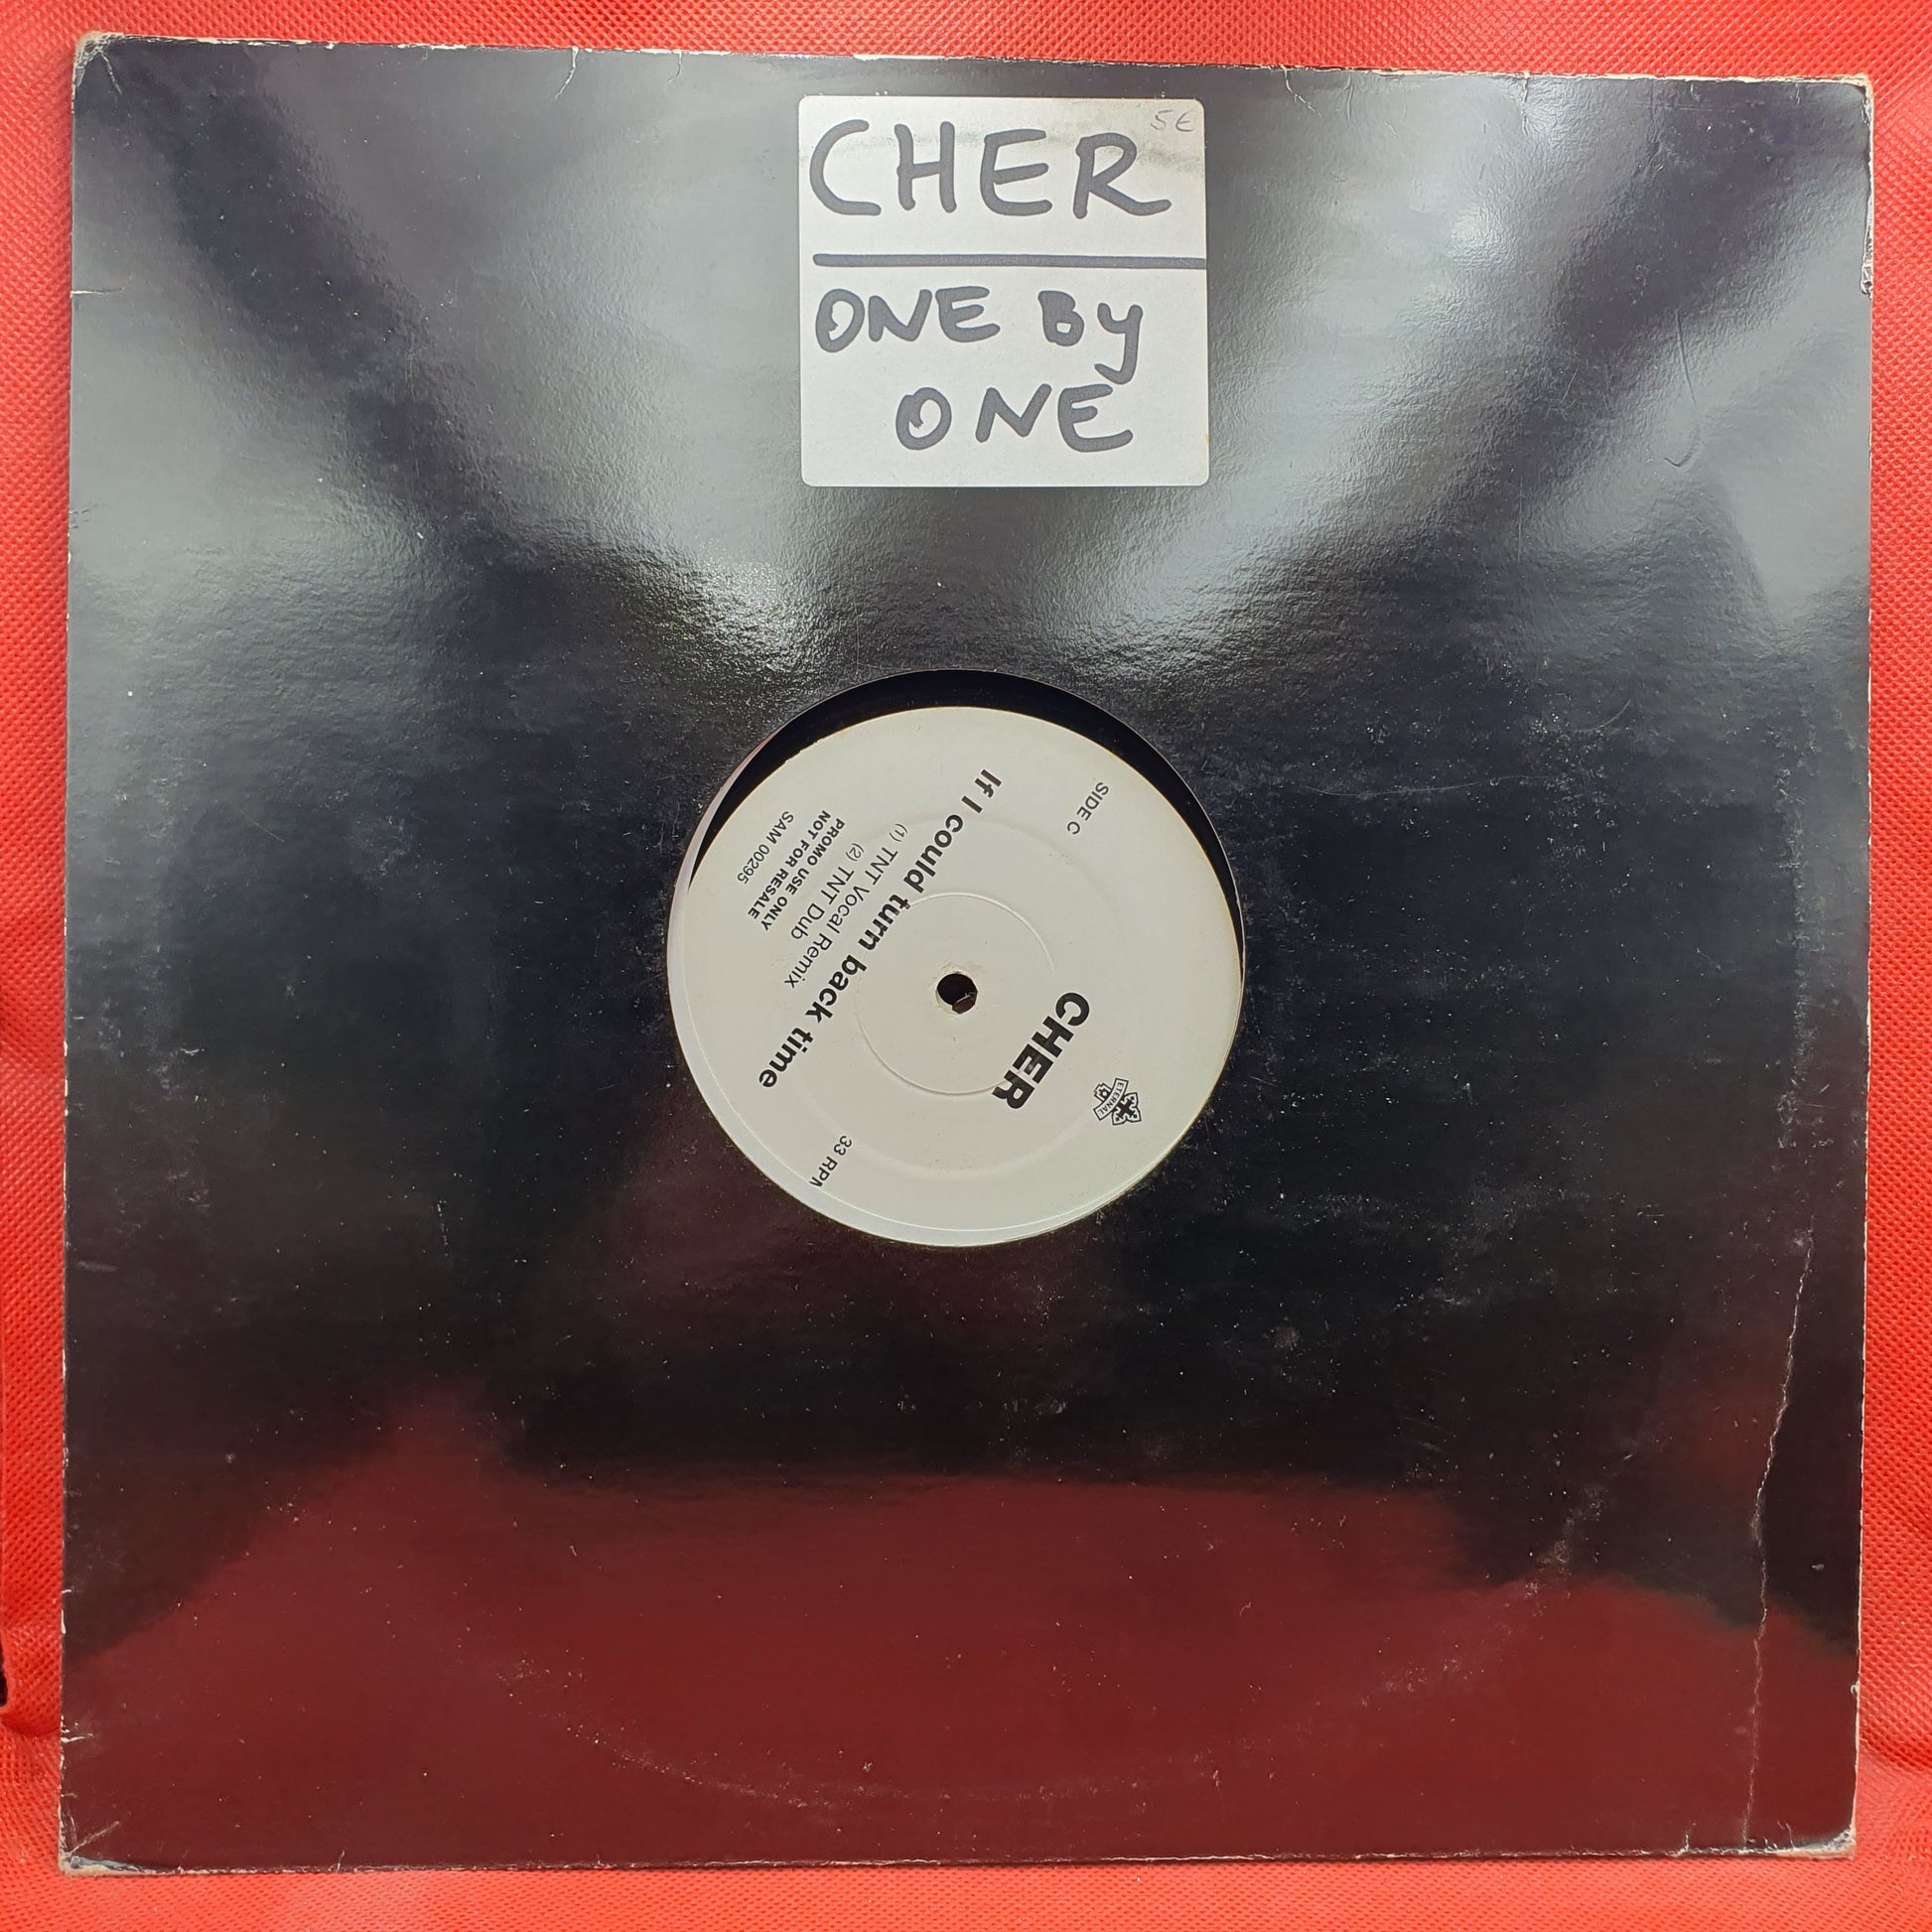 CHER
5€
ONE BY
ONE
SIDE C
ETERNAL
CHER
33 RPM
If I could turn back time
(1) TNT Vocal Remix
(2) TNT Dub
PROMO USE ONLY
NOT FOR RESALE
SAM 00295